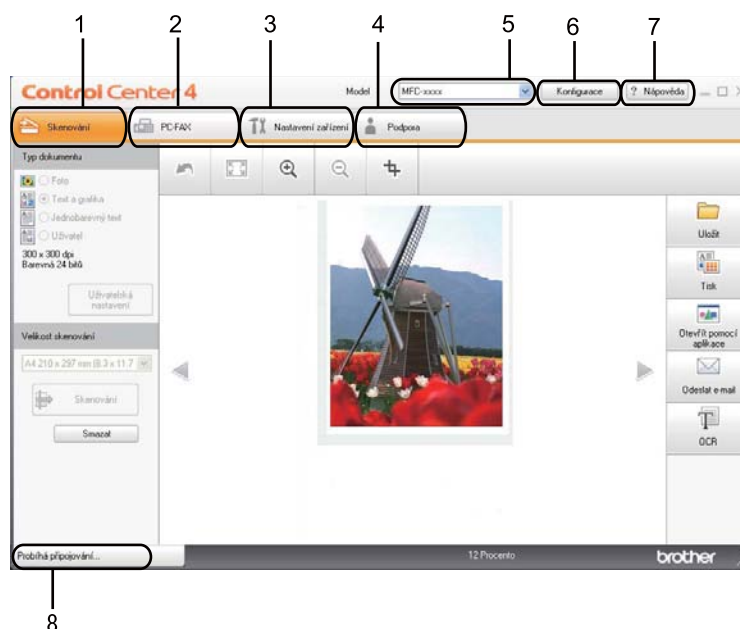 1 2 3 4 5 6 7
Control Center 4
Model MFC-xxxx Konfigurace ? Nápověda
Skenování PC-FAX Nastavení zařízení Podpora
Typ dokumentu
Foto
Text a grafika
Jednobarevný text
Uživatel
300 x 300 dpi
Barevná 24 bitů
Uživatelská
nastavení
Velikost skenování
A4 210 x 297 mm (8.3 x 11.7
Skenování
Smazat
Uložit
Tisk
Otevřít pomocí
aplikace
Odeslat e-mail
OCR
Probíhá připojování...
12 Procento
brother
8